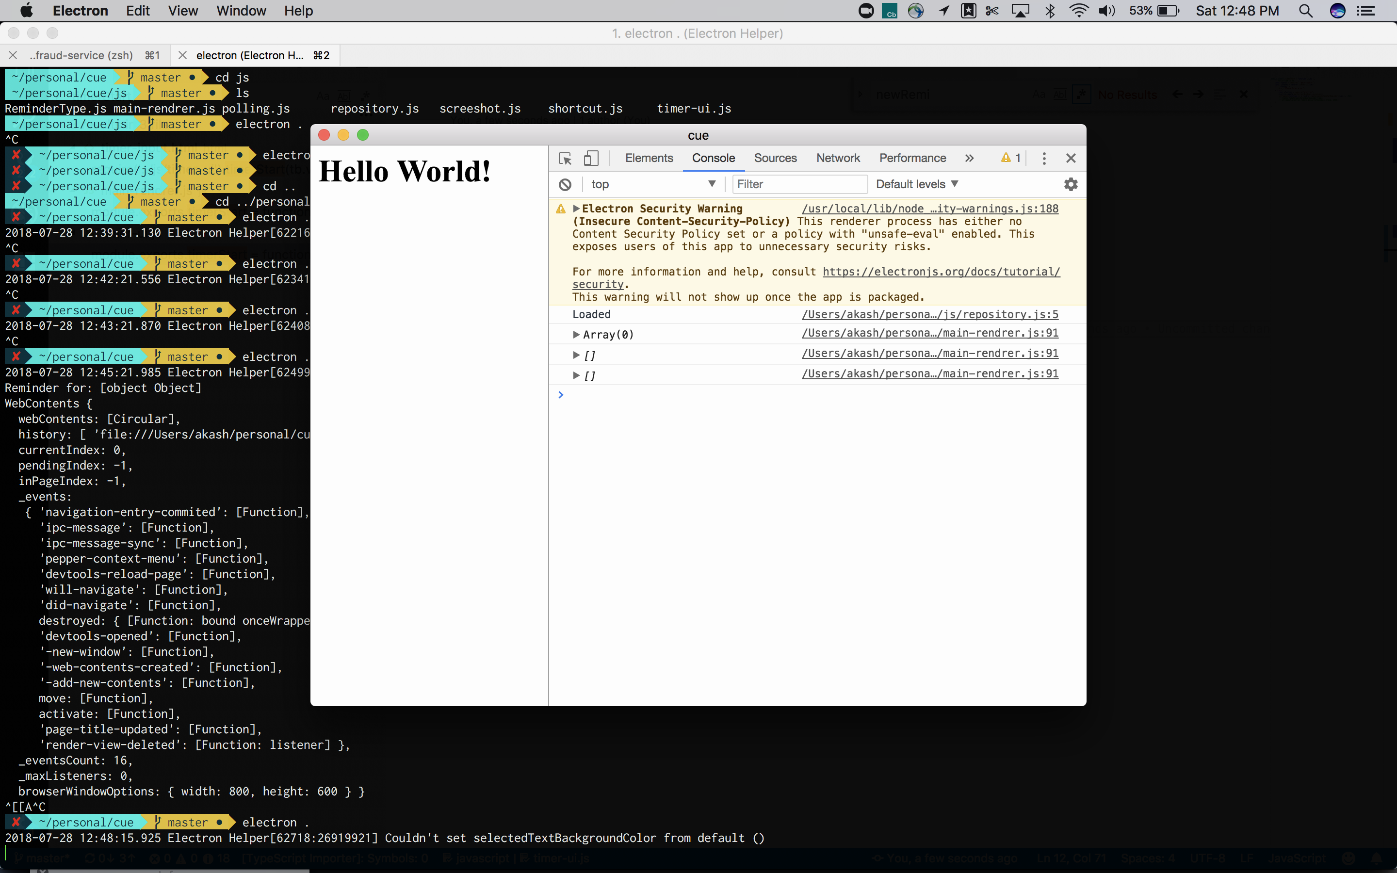 Electron Edit View Window Help 53% Sat 12:48 PM
1. electron . (Electron Helper)
..fraud-service (zsh) ⌘1 electron (Electron H... ⌘2
~/personal/cue master ● cd js
~/personal/cue/js master ● ls
ReminderType.js main-rendrer.js polling.js repository.js screeshot.js shortcut.js timer-ui.js
~/personal/cue/js master ● electron .
^C
✘ ~/personal/cue/js master ● electro
✘ ~/personal/cue/js master ●
✘ ~/personal/cue/js master ● cd ..
~/personal/cue master ● cd ../personal
✘ ~/personal/cue master ● electron .
2018-07-28 12:39:31.130 Electron Helper[62216
^C
✘ ~/personal/cue master ● electron .
2018-07-28 12:42:21.556 Electron Helper[62341
^C
✘ ~/personal/cue master ● electron .
2018-07-28 12:43:21.870 Electron Helper[62408
^C
✘ ~/personal/cue master ● electron .
2018-07-28 12:45:21.985 Electron Helper[62499
Reminder for: [object Object]
WebContents {
webContents: [Circular],
history: [ 'file:///Users/akash/personal/cu
currentIndex: 0,
pendingIndex: -1,
inPageIndex: -1,
_events:
{ 'navigation-entry-commited': [Function],
'ipc-message': [Function],
'ipc-message-sync': [Function],
'pepper-context-menu': [Function],
'devtools-reload-page': [Function],
'will-navigate': [Function],
'did-navigate': [Function],
destroyed: { [Function: bound onceWrappe
'devtools-opened': [Function],
'-new-window': [Function],
'-web-contents-created': [Function],
'-add-new-contents': [Function],
move: [Function],
activate: [Function],
'page-title-updated': [Function],
'render-view-deleted': [Function: listener] },
_eventsCount: 16,
_maxListeners: 0,
browserWindowOptions: { width: 800, height: 600 } }
^[[A^C
✘ ~/personal/cue master ● electron .
2018-07-28 12:48:15.925 Electron Helper[62718:26919921] Couldn't set selectedTextBackgroundColor from default ()
cue
Hello World!
Elements Console Sources Network Performance » 1
top Filter Default levels
Electron Security Warning /usr/local/lib/node …ity-warnings.js:188
(Insecure Content-Security-Policy) This renderer process has either no
Content Security Policy set or a policy with "unsafe-eval" enabled. This
exposes users of this app to unnecessary security risks.
For more information and help, consult https://electronjs.org/docs/tutorial/
security.
This warning will not show up once the app is packaged.
Loaded /Users/akash/persona…/js/repository.js:5
Array(0) /Users/akash/persona…/main-rendrer.js:91
[] /Users/akash/persona…/main-rendrer.js:91
[] /Users/akash/persona…/main-rendrer.js:91
No Results
You, a few seconds ago Spaces: 4 UTF-8 LF JavaScript